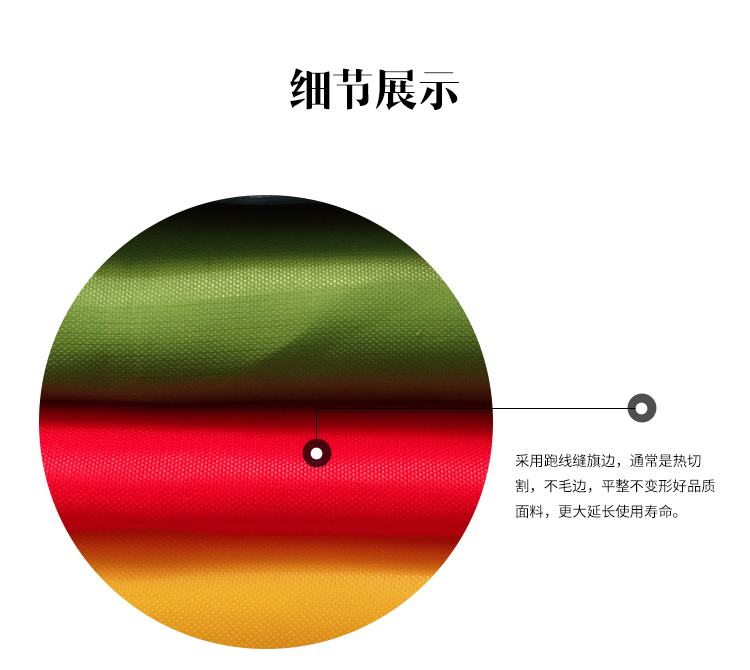 细节展示
采用跑线缝旗边，通常是热切
割，不毛边，平整不变形好品质
面料，更大延长使用寿命。